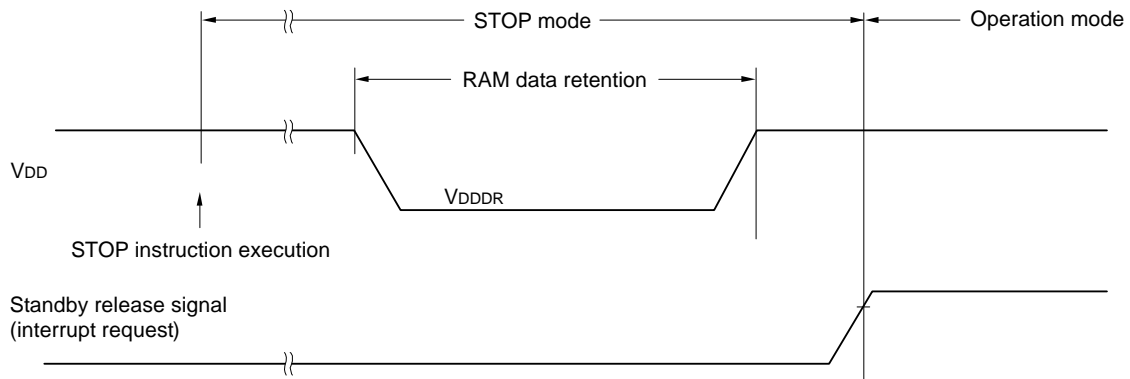 STOP mode
Operation mode
RAM data retention
VDD
VDDDR
STOP instruction execution
Standby release signal
(interrupt request)